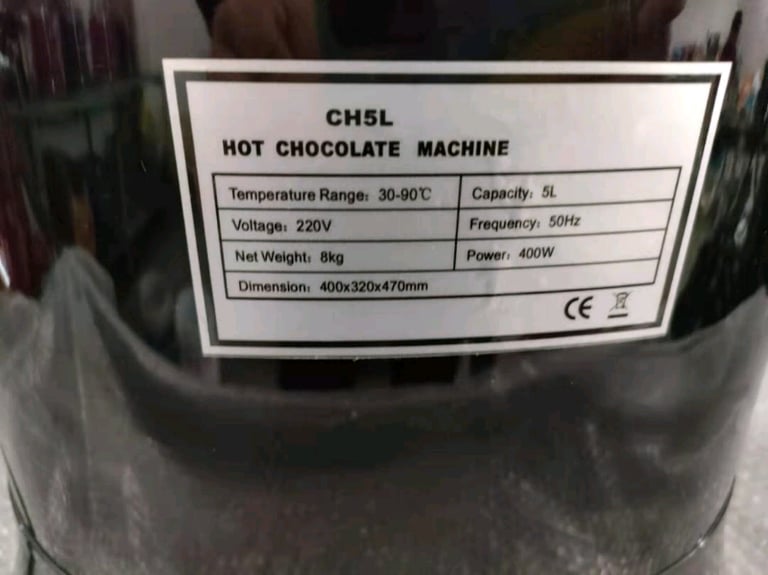 CH5L
HOT CHOCOLATE MACHINE
Temperature Range: 30-90℃ Capacity: 5L
Voltage: 220V Frequency: 50Hz
Net Weight: 8kg Power: 400W
Dimension: 400x320x470mm
CE